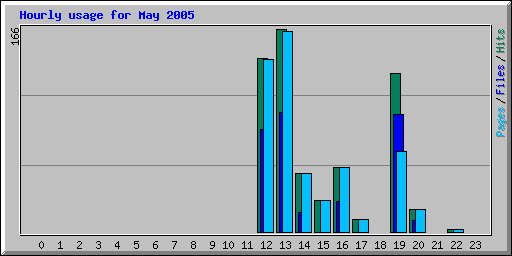 Hourly usage for May 2005
166
Pages/Files/Hits
0 1 2 3 4 5 6 7 8 9 10 11 12 13 14 15 16 17 18 19 20 21 22 23